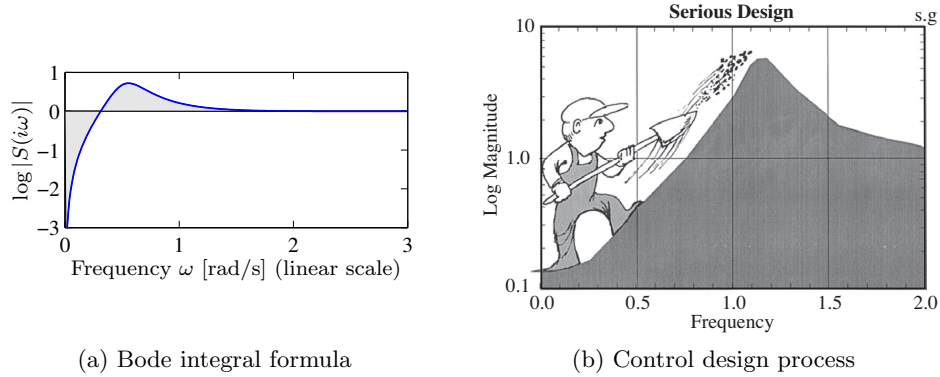 1
0
−1
−2
−3
0
1
2
3
log |S(iω)|
Frequency ω [rad/s] (linear scale)
(a) Bode integral formula
Serious Design
s.g
10
1.0
0.1
Log Magnitude
0.0
0.5
1.0
1.5
2.0
Frequency
(b) Control design process